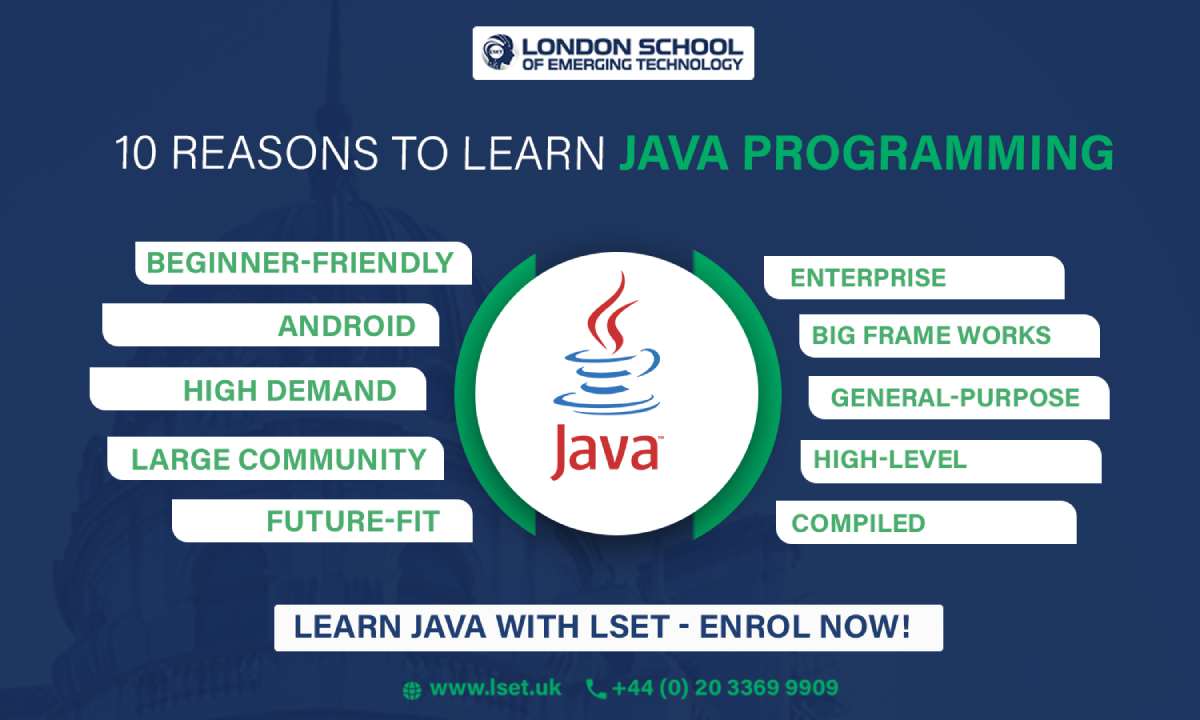 LSET
LONDON SCHOOL
OF EMERGING TECHNOLOGY
10 REASONS TO LEARN JAVA PROGRAMMING
BEGINNER-FRIENDLY
ANDROID
HIGH DEMAND
LARGE COMMUNITY
FUTURE-FIT
Java™
ENTERPRISE
BIG FRAME WORKS
GENERAL-PURPOSE
HIGH-LEVEL
COMPILED
LEARN JAVA WITH LSET - ENROL NOW!
www.lset.uk +44 (0) 20 3369 9909